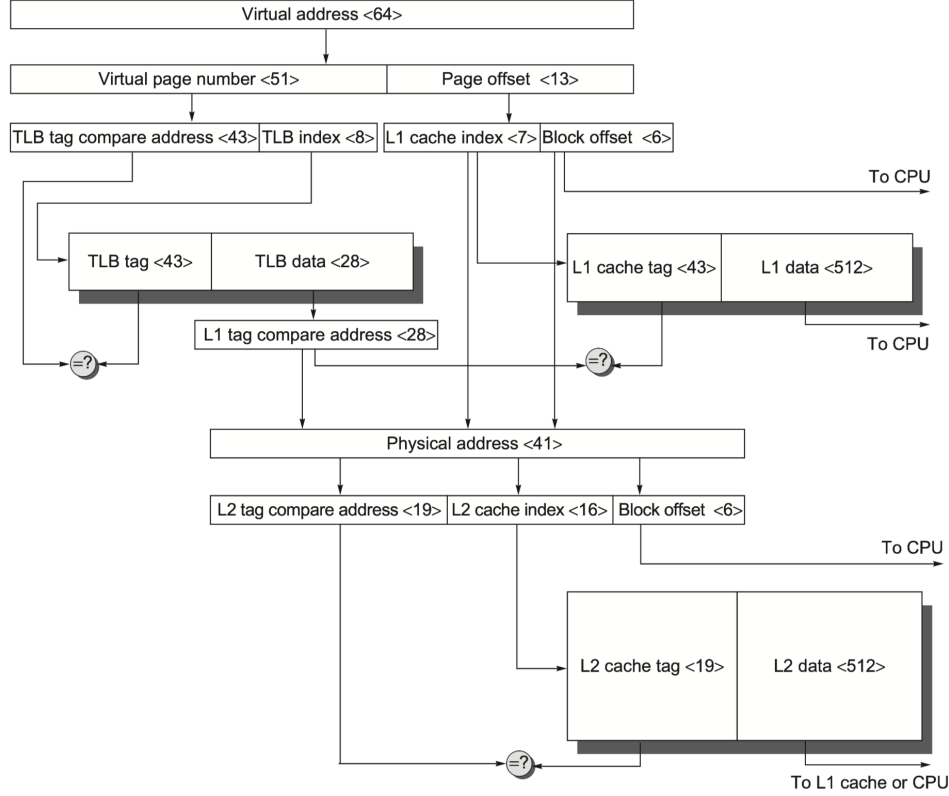 Virtual address <64>
Virtual page number <51> Page offset <13>
TLB tag compare address <43> TLB index <8> L1 cache index <7> Block offset <6>
To CPU
TLB tag <43> TLB data <28> L1 cache tag <43> L1 data <512>
L1 tag compare address <28>
To CPU
=? =?
Physical address <41>
L2 tag compare address <19> L2 cache index <16> Block offset <6>
To CPU
L2 cache tag <19> L2 data <512>
=?
To L1 cache or CPU